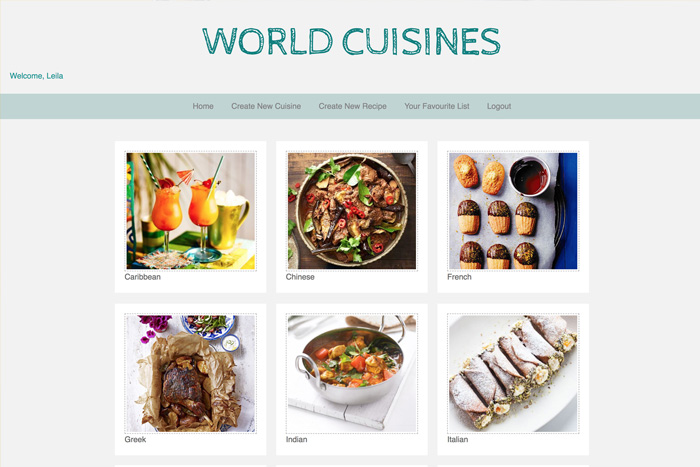 WORLD CUISINES
Welcome, Leila
Home Create New Cuisine Create New Recipe Your Favourite List Logout
Caribbean Chinese French
Greek Indian Italian